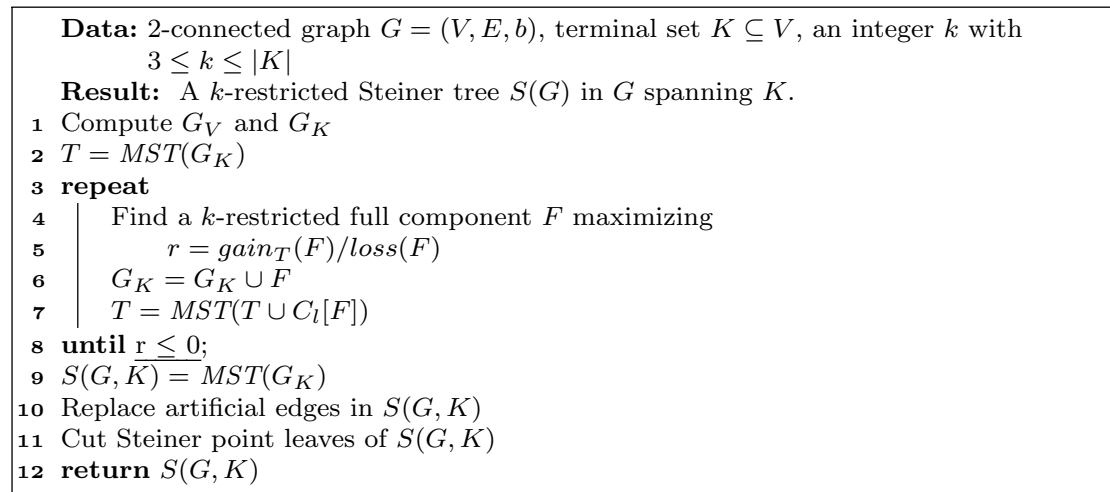 Data: 2-connected graph G = (V, E, b), terminal set K ⊆ V, an integer k with
3 ≤ k ≤ |K|
Result: A k-restricted Steiner tree S(G) in G spanning K.
1 Compute G_V and G_K
2 T = MST(G_K)
3 repeat
4 Find a k-restricted full component F maximizing
5 r = gain_T(F)/loss(F)
6 G_K = G_K ∪ F
7 T = MST(T ∪ C_l[F])
8 until r ≤ 0;
9 S(G, K) = MST(G_K)
10 Replace artificial edges in S(G, K)
11 Cut Steiner point leaves of S(G, K)
12 return S(G, K)